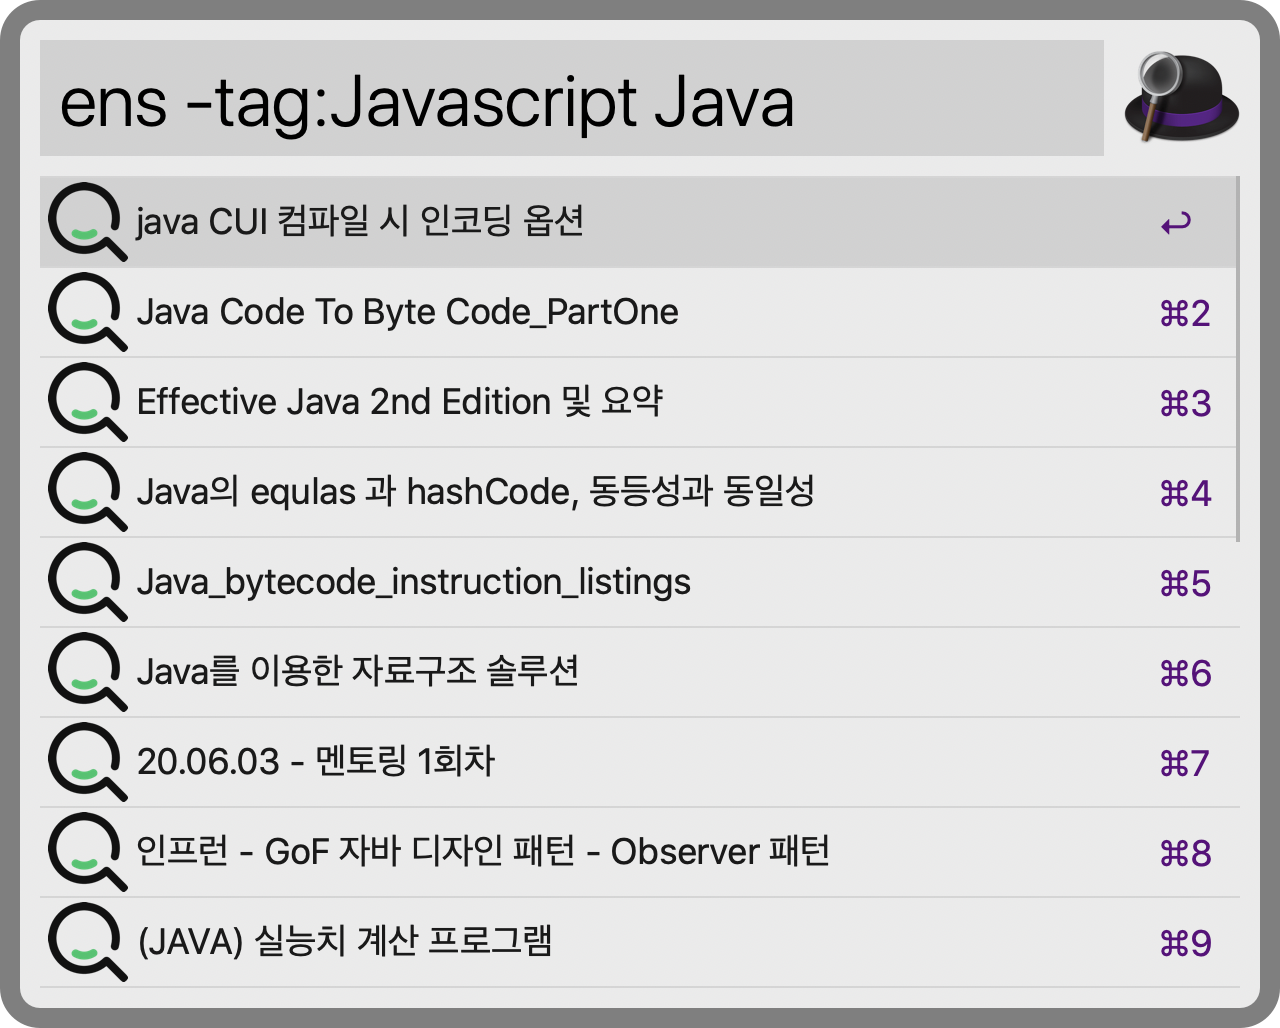 ens -tag:Javascript Java
java CUI 컴파일 시 인코딩 옵션 ↩
Java Code To Byte Code_PartOne ⌘2
Effective Java 2nd Edition 및 요약 ⌘3
Java의 equlas 과 hashCode, 동등성과 동일성 ⌘4
Java_bytecode_instruction_listings ⌘5
Java를 이용한 자료구조 솔루션 ⌘6
20.06.03 - 멘토링 1회차 ⌘7
인프런 - GoF 자바 디자인 패턴 - Observer 패턴 ⌘8
(JAVA) 실능치 계산 프로그램 ⌘9